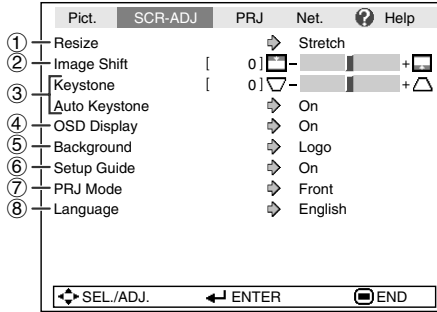 Pict. SCR-ADJ PRJ Net. ? Help
① Resize Stretch
② Image Shift [ 0 ] − +
③ Keystone [ 0 ] − +
Auto Keystone On
④ OSD Display On
⑤ Background Logo
⑥ Setup Guide On
⑦ PRJ Mode Front
⑧ Language English
SEL./ADJ. ENTER END